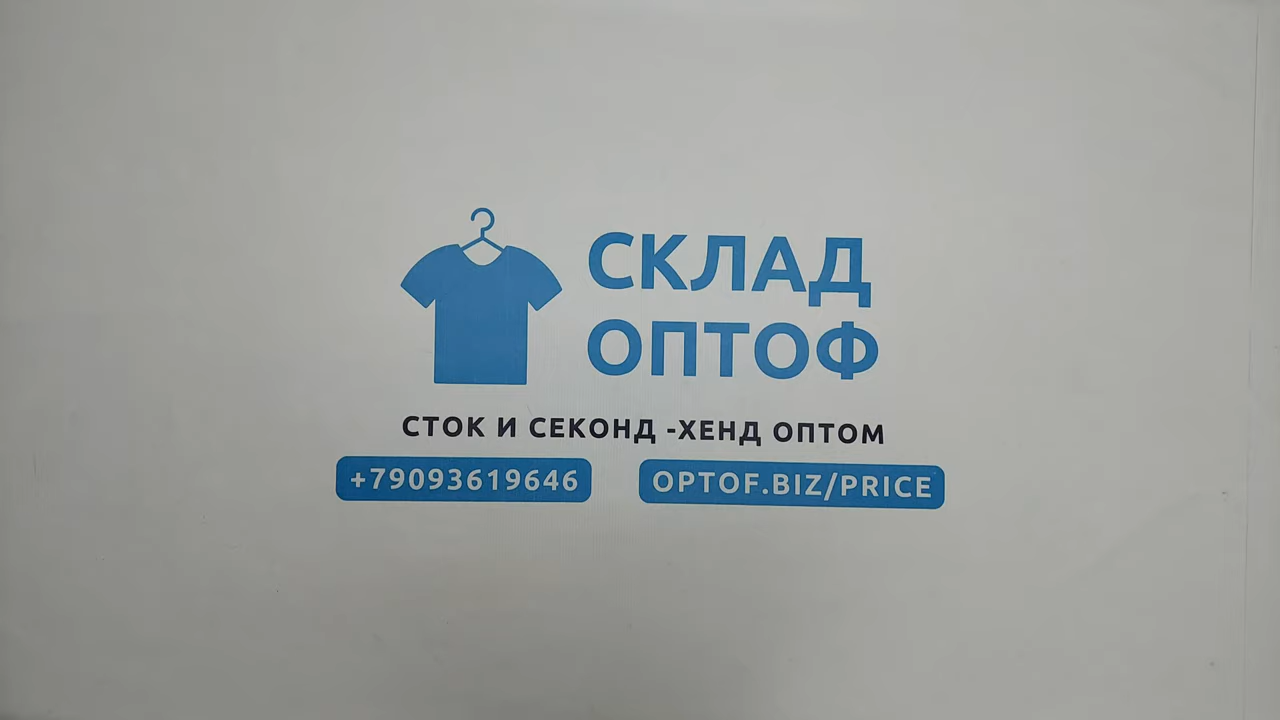 СКЛАД
ОПТОФ
СТОК И СЕКОНД -ХЕНД ОПТОМ
+79093619646
OPTOF.BIZ/PRICE